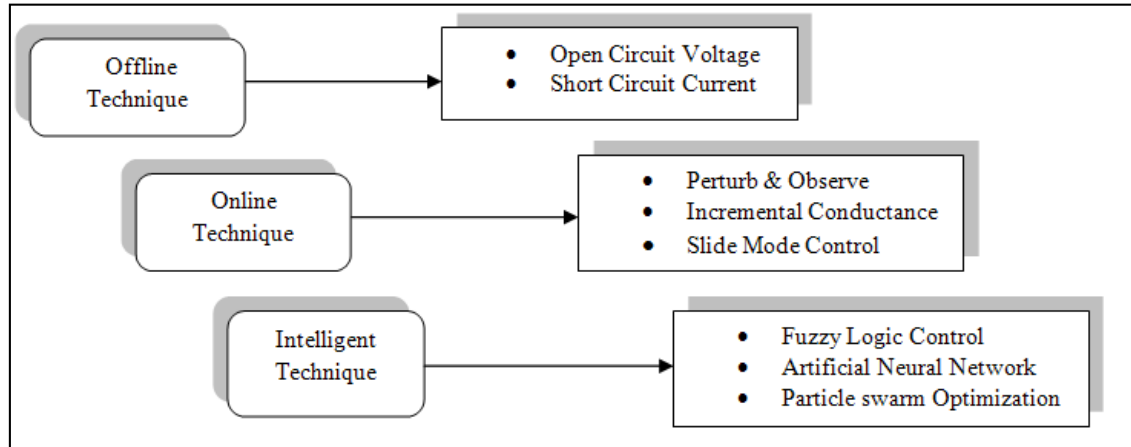 Offline
Technique
• Open Circuit Voltage
• Short Circuit Current
Online
Technique
• Perturb & Observe
• Incremental Conductance
• Slide Mode Control
Intelligent
Technique
• Fuzzy Logic Control
• Artificial Neural Network
• Particle swarm Optimization